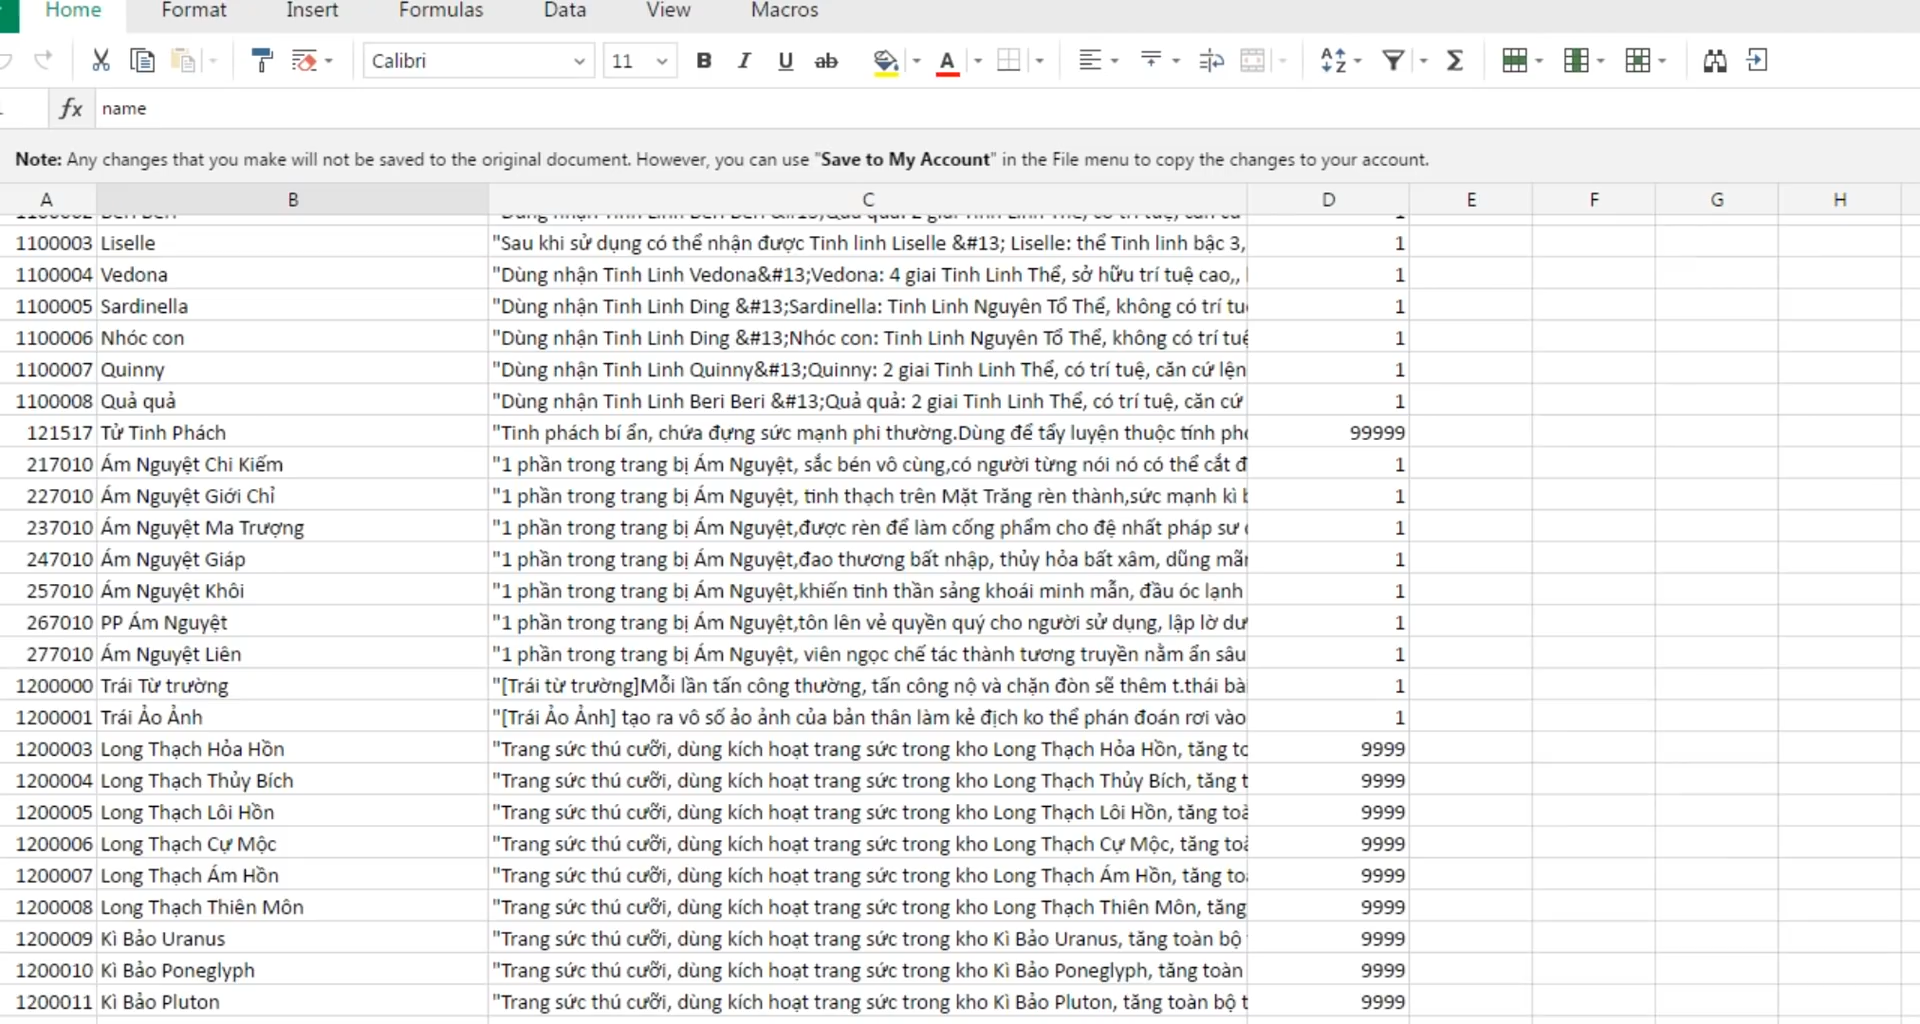 Home Format Insert Formulas Data View Macros
Calibri 11 B I U ab A A Z Σ
fx name
Note: Any changes that you make will not be saved to the original document. However, you can use "Save to My Account" in the File menu to copy the changes to your account.
A B C D E F G H
1100003 Liselle "Sau khi sử dụng có thể nhận được Tinh linh Liselle &#13; Liselle: thể Tinh linh bậc 3, 1
1100004 Vedona "Dùng nhận Tinh Linh Vedona&#13;Vedona: 4 giai Tinh Linh Thể, sở hữu trí tuệ cao,, 1
1100005 Sardinella "Dùng nhận Tinh Linh Ding &#13;Sardinella: Tinh Linh Nguyên Tổ Thể, không có trí tuệ 1
1100006 Nhóc con "Dùng nhận Tinh Linh Ding &#13;Nhóc con: Tinh Linh Nguyên Tổ Thể, không có trí tuệ 1
1100007 Quinny "Dùng nhận Tinh Linh Quinny&#13;Quinny: 2 giai Tinh Linh Thể, có trí tuệ, căn cứ lện 1
1100008 Quả quả "Dùng nhận Tinh Linh Beri Beri &#13;Quả quả: 2 giai Tinh Linh Thể, có trí tuệ, căn cứ 1
121517 Tử Tinh Phách "Tinh phách bí ẩn, chứa đựng sức mạnh phi thường.Dùng để tẩy luyện thuộc tính 99999
217010 Ám Nguyệt Chi Kiếm "1 phần trong trang bị Ám Nguyệt, sắc bén vô cùng,có người từng nói nó có thể cắt 1
227010 Ám Nguyệt Giới Chỉ "1 phần trong trang bị Ám Nguyệt, tinh thạch trên Mặt Trăng rèn thành,sức mạnh kì 1
237010 Ám Nguyệt Ma Trượng "1 phần trong trang bị Ám Nguyệt,được rèn để làm cống phẩm cho đệ nhất pháp sư 1
247010 Ám Nguyệt Giáp "1 phần trong trang bị Ám Nguyệt,đao thương bất nhập, thủy hỏa bất xâm, dũng 1
257010 Ám Nguyệt Khôi "1 phần trong trang bị Ám Nguyệt,khiến tinh thần sảng khoái minh mẫn, đầu óc lạnh 1
267010 PP Ám Nguyệt "1 phần trong trang bị Ám Nguyệt,tôn lên vẻ quyền quý cho người sử dụng, lập lờ 1
277010 Ám Nguyệt Liên "1 phần trong trang bị Ám Nguyệt, viên ngọc chế tác thành tương truyền nằm ẩn sâu 1
1200000 Trái Từ trường "[Trái từ trường]Mỗi lần tấn công thường, tấn công nộ và chặn đòn sẽ thêm t.thái 1
1200001 Trái Ảo Ảnh "[Trái Ảo Ảnh] tạo ra vô số ảo ảnh của bản thân làm kẻ địch ko thể phán đoán rơi vào 1
1200003 Long Thạch Hỏa Hồn "Trang sức thú cưỡi, dùng kích hoạt trang sức trong kho Long Thạch Hỏa Hồn, tăng 9999
1200004 Long Thạch Thủy Bích "Trang sức thú cưỡi, dùng kích hoạt trang sức trong kho Long Thạch Thủy Bích, tăng 9999
1200005 Long Thạch Lôi Hồn "Trang sức thú cưỡi, dùng kích hoạt trang sức trong kho Long Thạch Lôi Hồn, tăng 9999
1200006 Long Thạch Cự Mộc "Trang sức thú cưỡi, dùng kích hoạt trang sức trong kho Long Thạch Cự Mộc, tăng 9999
1200007 Long Thạch Ám Hồn "Trang sức thú cưỡi, dùng kích hoạt trang sức trong kho Long Thạch Ám Hồn, tăng 9999
1200008 Long Thạch Thiên Môn "Trang sức thú cưỡi, dùng kích hoạt trang sức trong kho Long Thạch Thiên Môn, tăng 9999
1200009 Kì Bảo Uranus "Trang sức thú cưỡi, dùng kích hoạt trang sức trong kho Kì Bảo Uranus, tăng toàn bộ 9999
1200010 Kì Bảo Poneglyph "Trang sức thú cưỡi, dùng kích hoạt trang sức trong kho Kì Bảo Poneglyph, tăng toàn 9999
1200011 Kì Bảo Pluton "Trang sức thú cưỡi, dùng kích hoạt trang sức trong kho Kì Bảo Pluton, tăng toàn bộ 9999